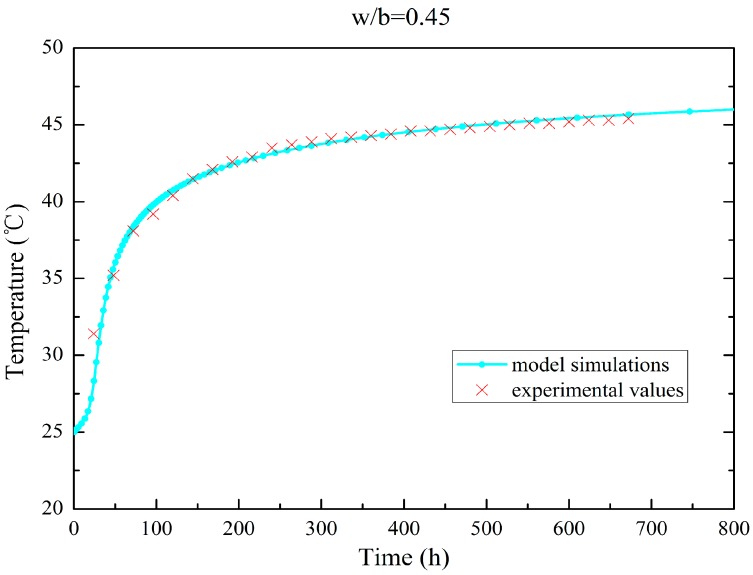 w/b=0.45
50
45
40
35
30
25
20
Temperature (℃)
model simulations
experimental values
0 100 200 300 400 500 600 700 800
Time (h)